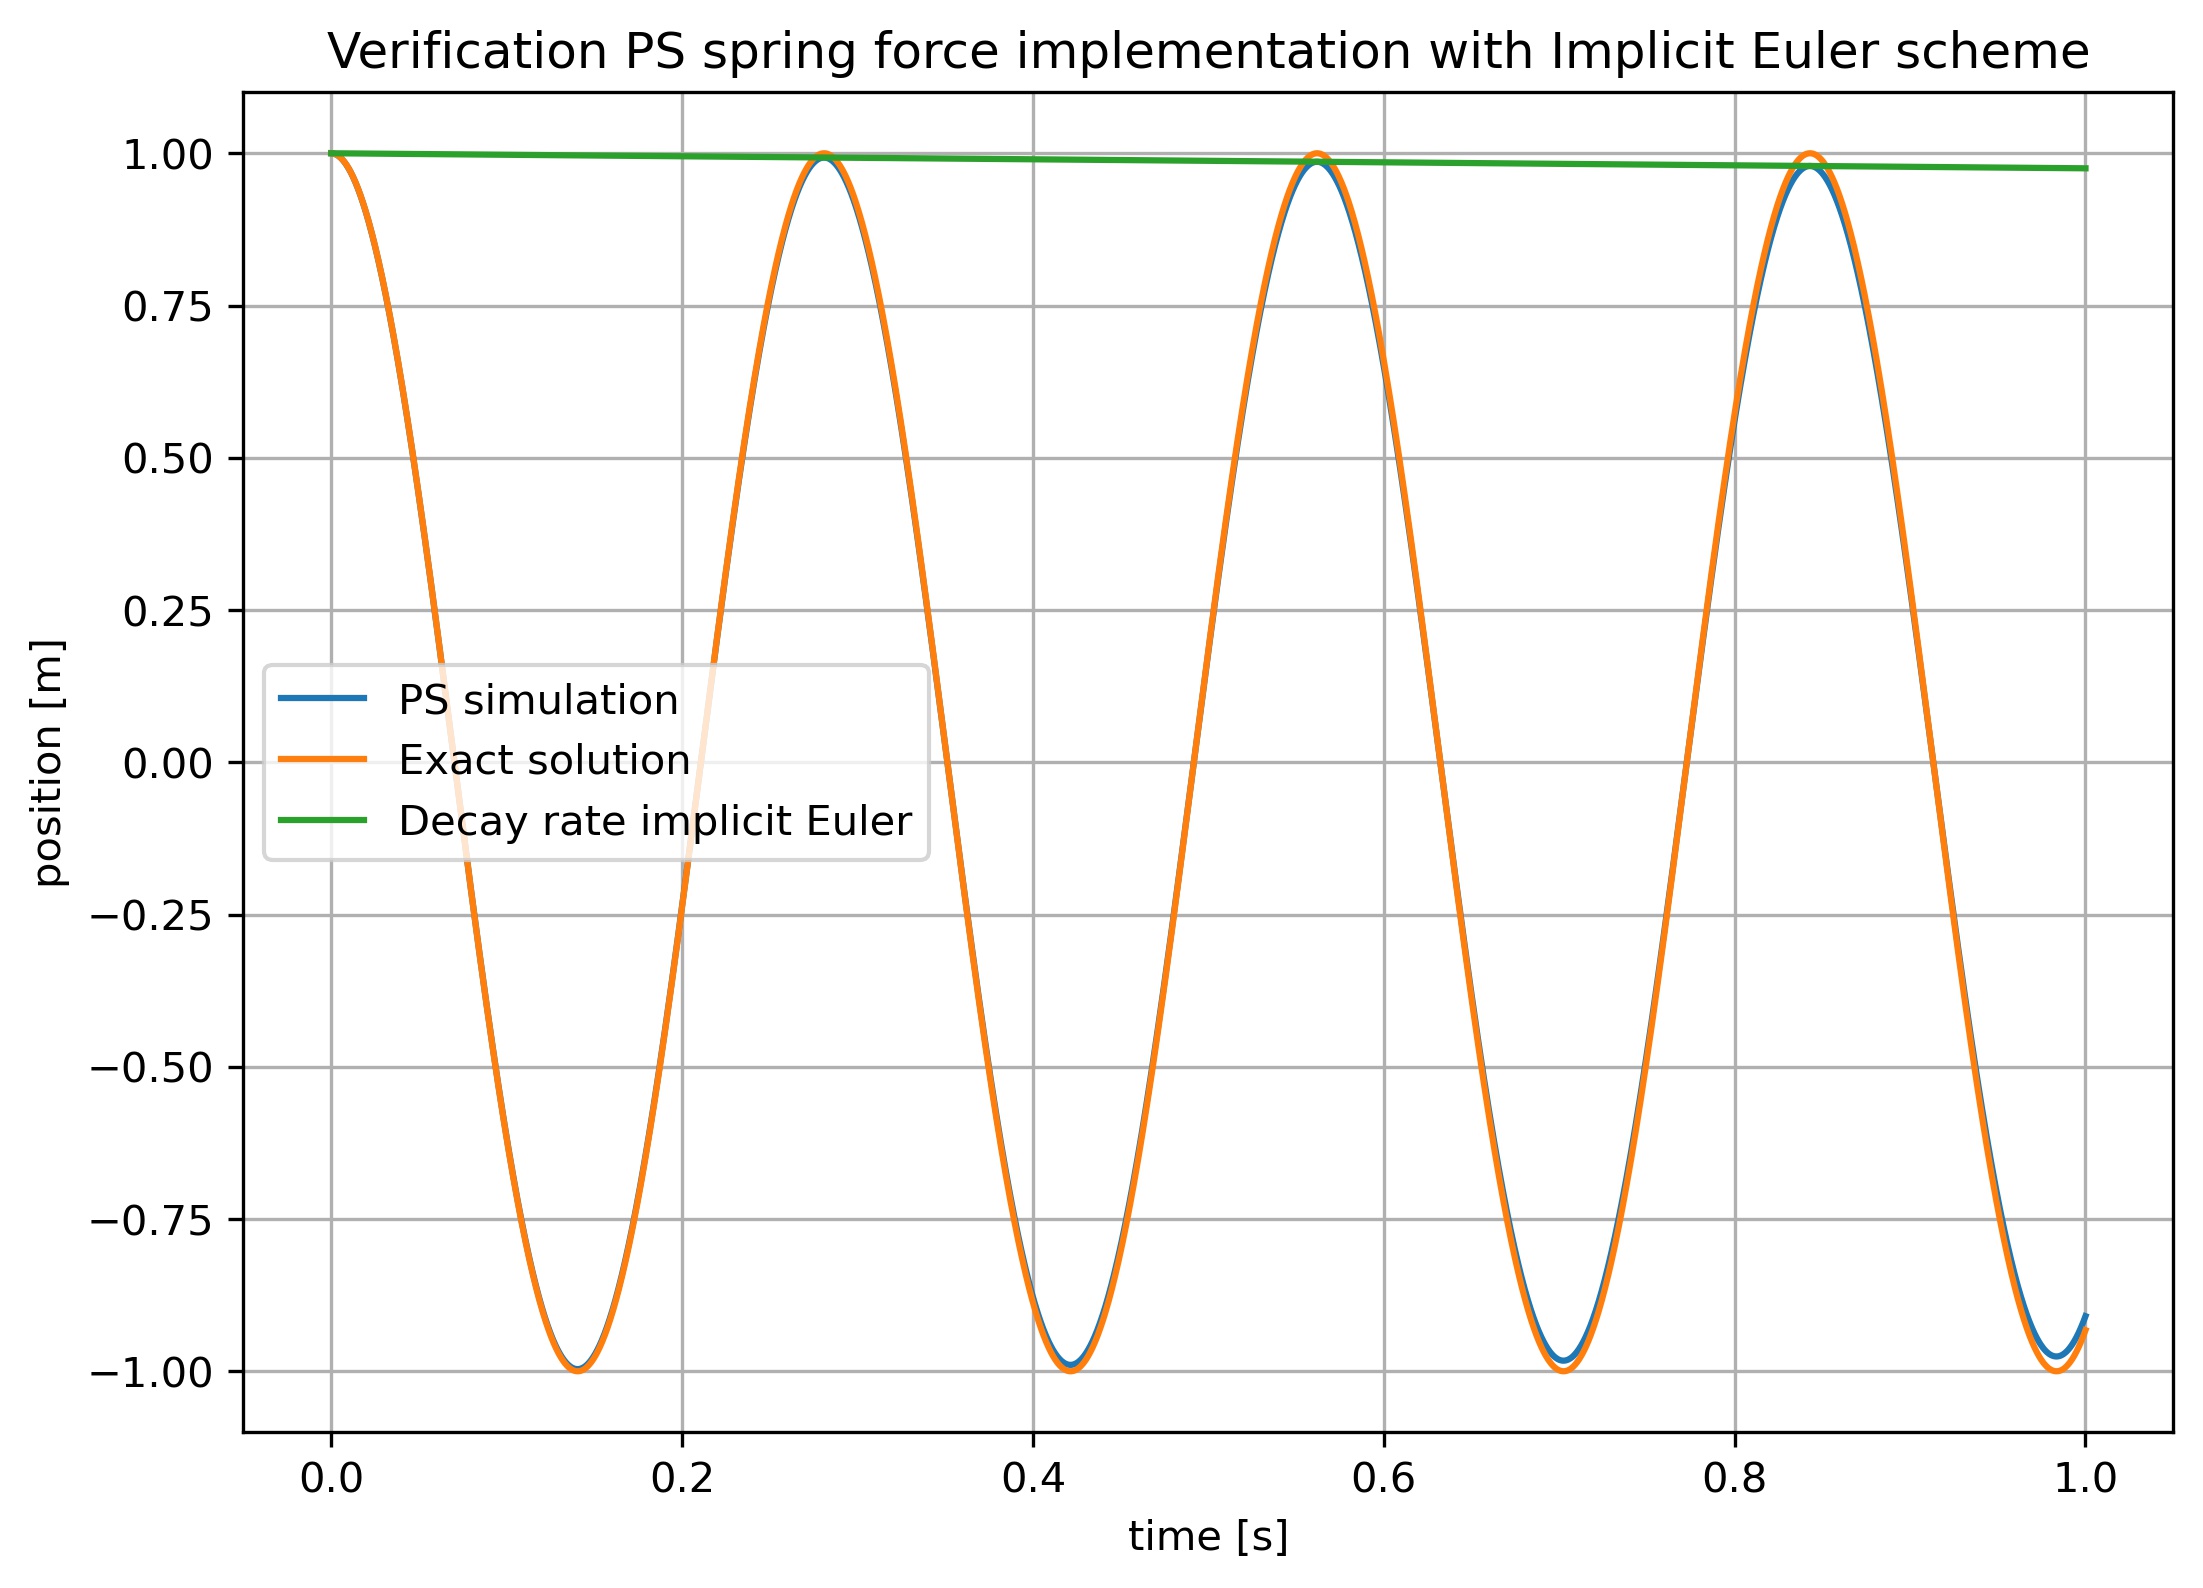 Verification PS spring force implementation with Implicit Euler scheme
1.00
0.75
0.50
0.25
0.00
−0.25
−0.50
−0.75
−1.00
position [m]
PS simulation
Exact solution
Decay rate implicit Euler
0.0 0.2 0.4 0.6 0.8 1.0
time [s]